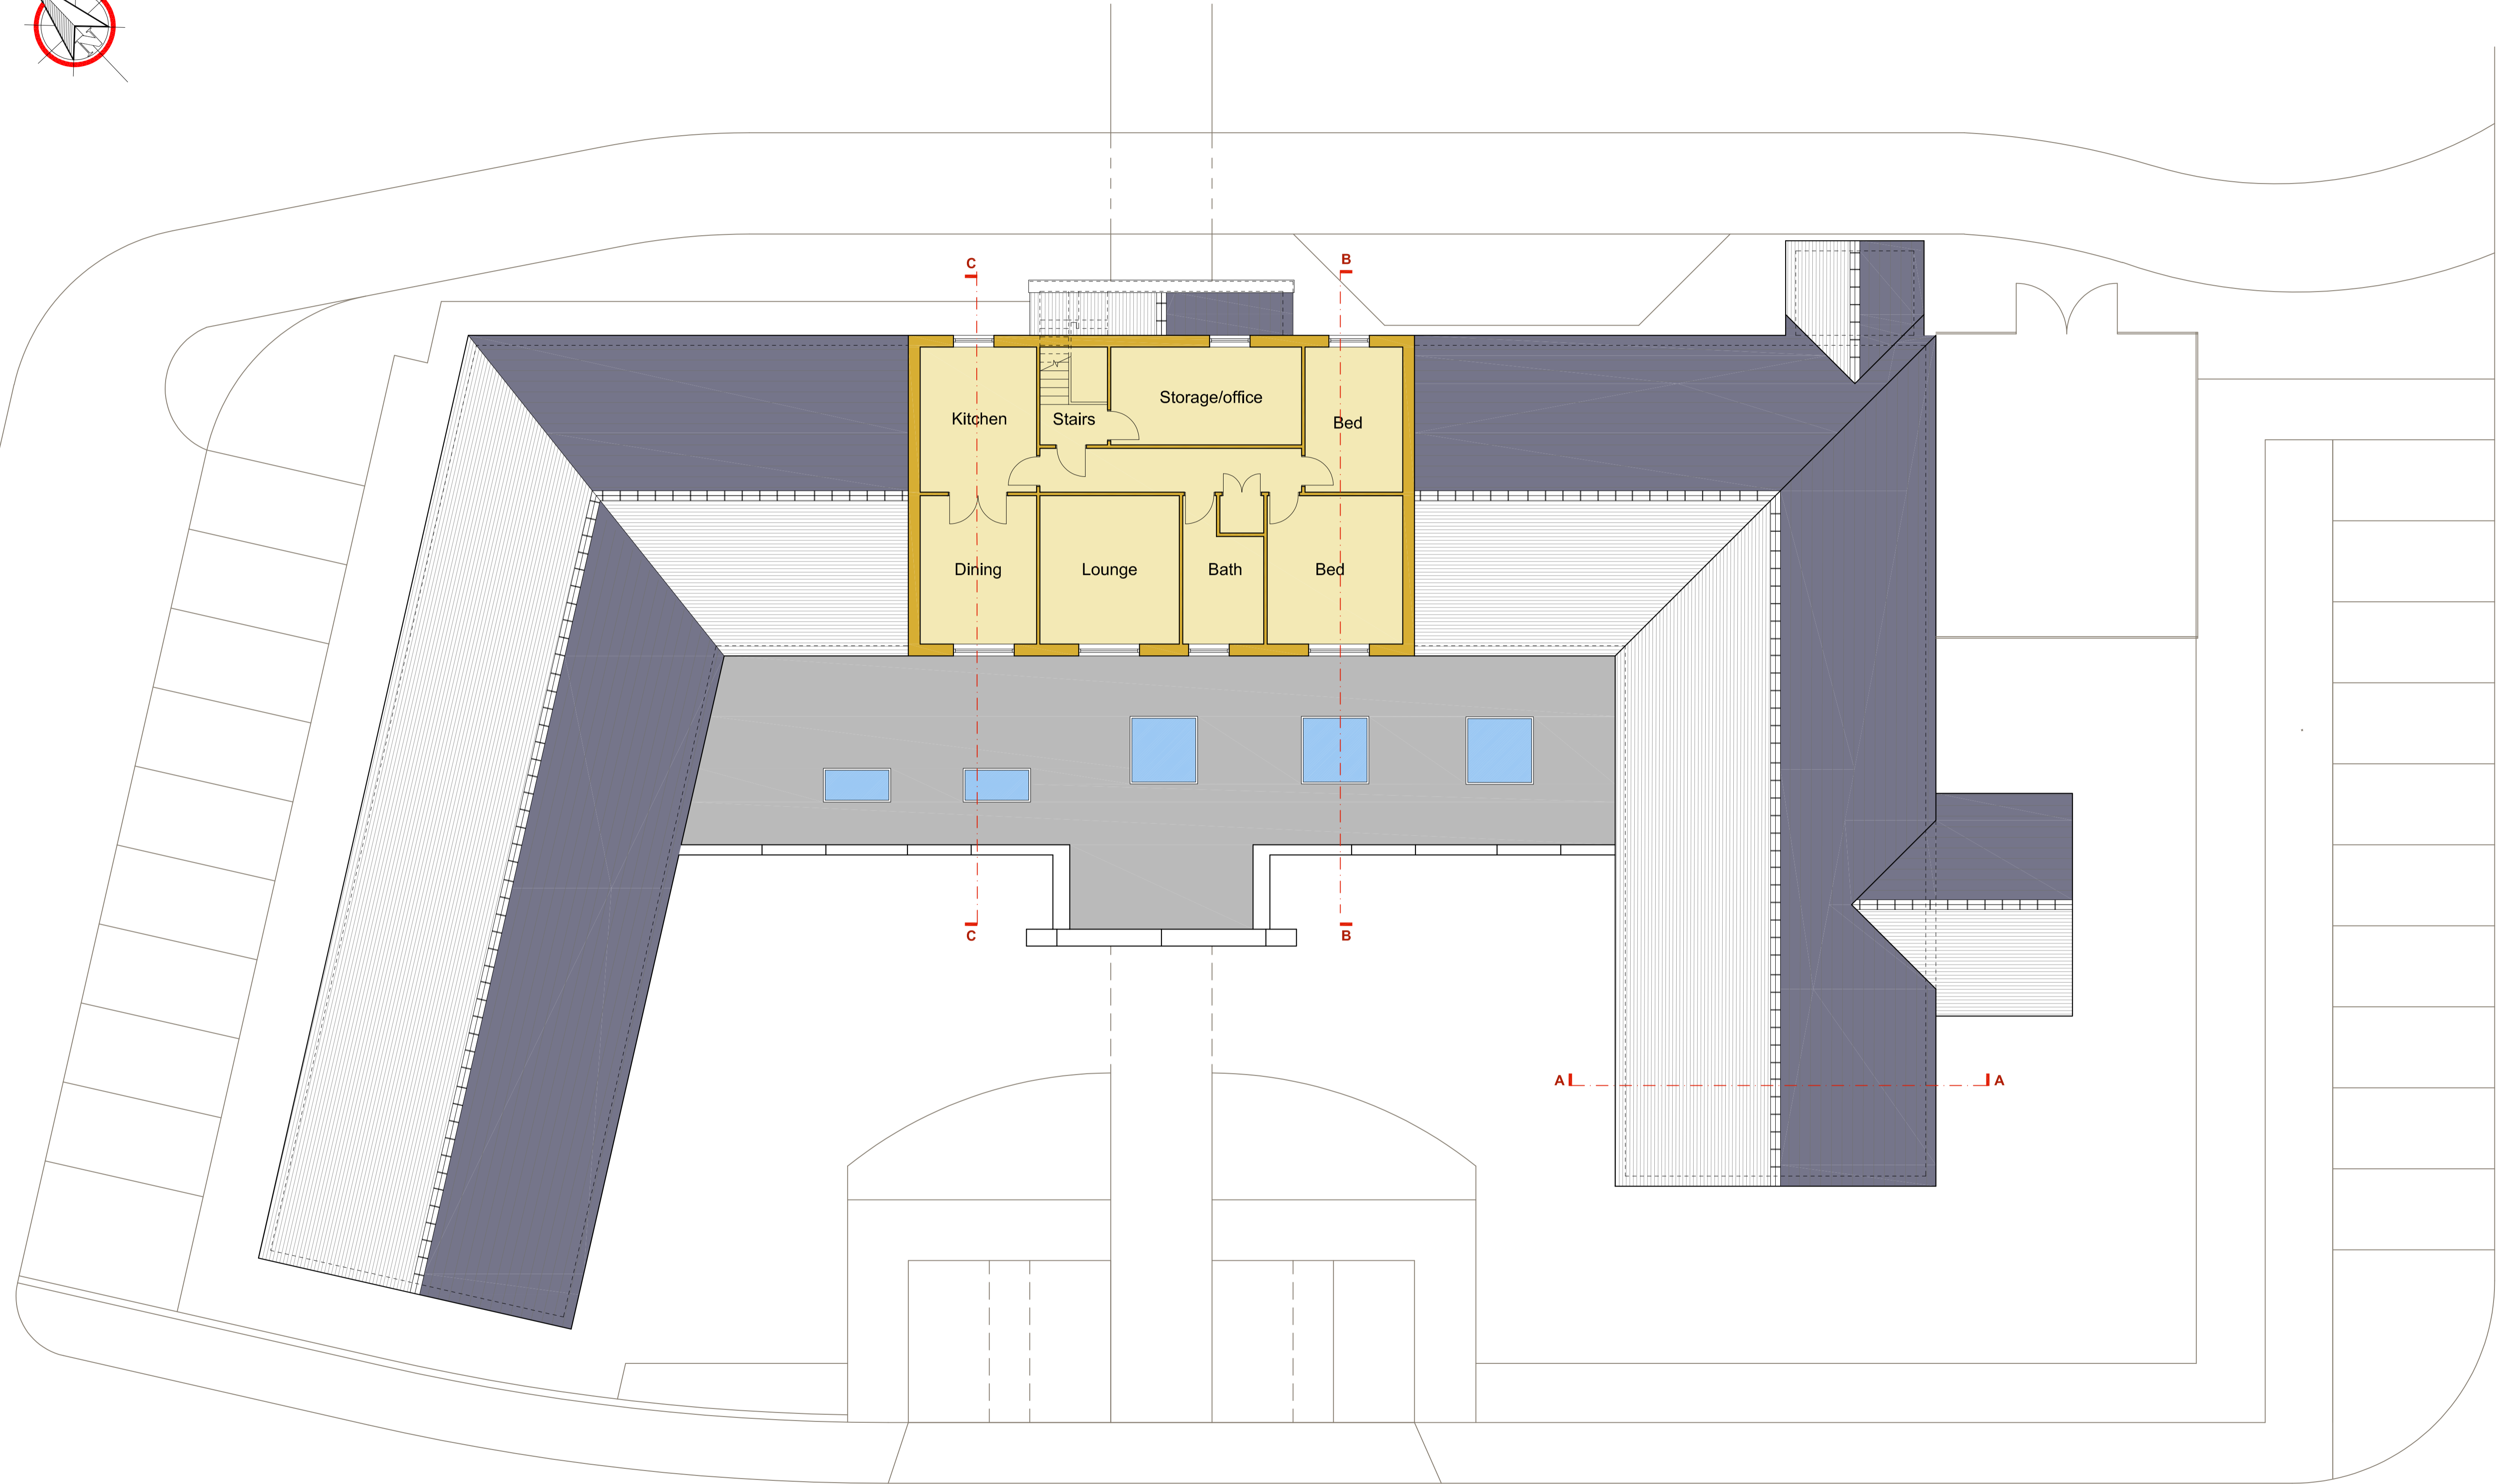 N
C
B
Kitchen
Stairs
Storage/office
Bed
Dining
Lounge
Bath
Bed
C
B
A
A